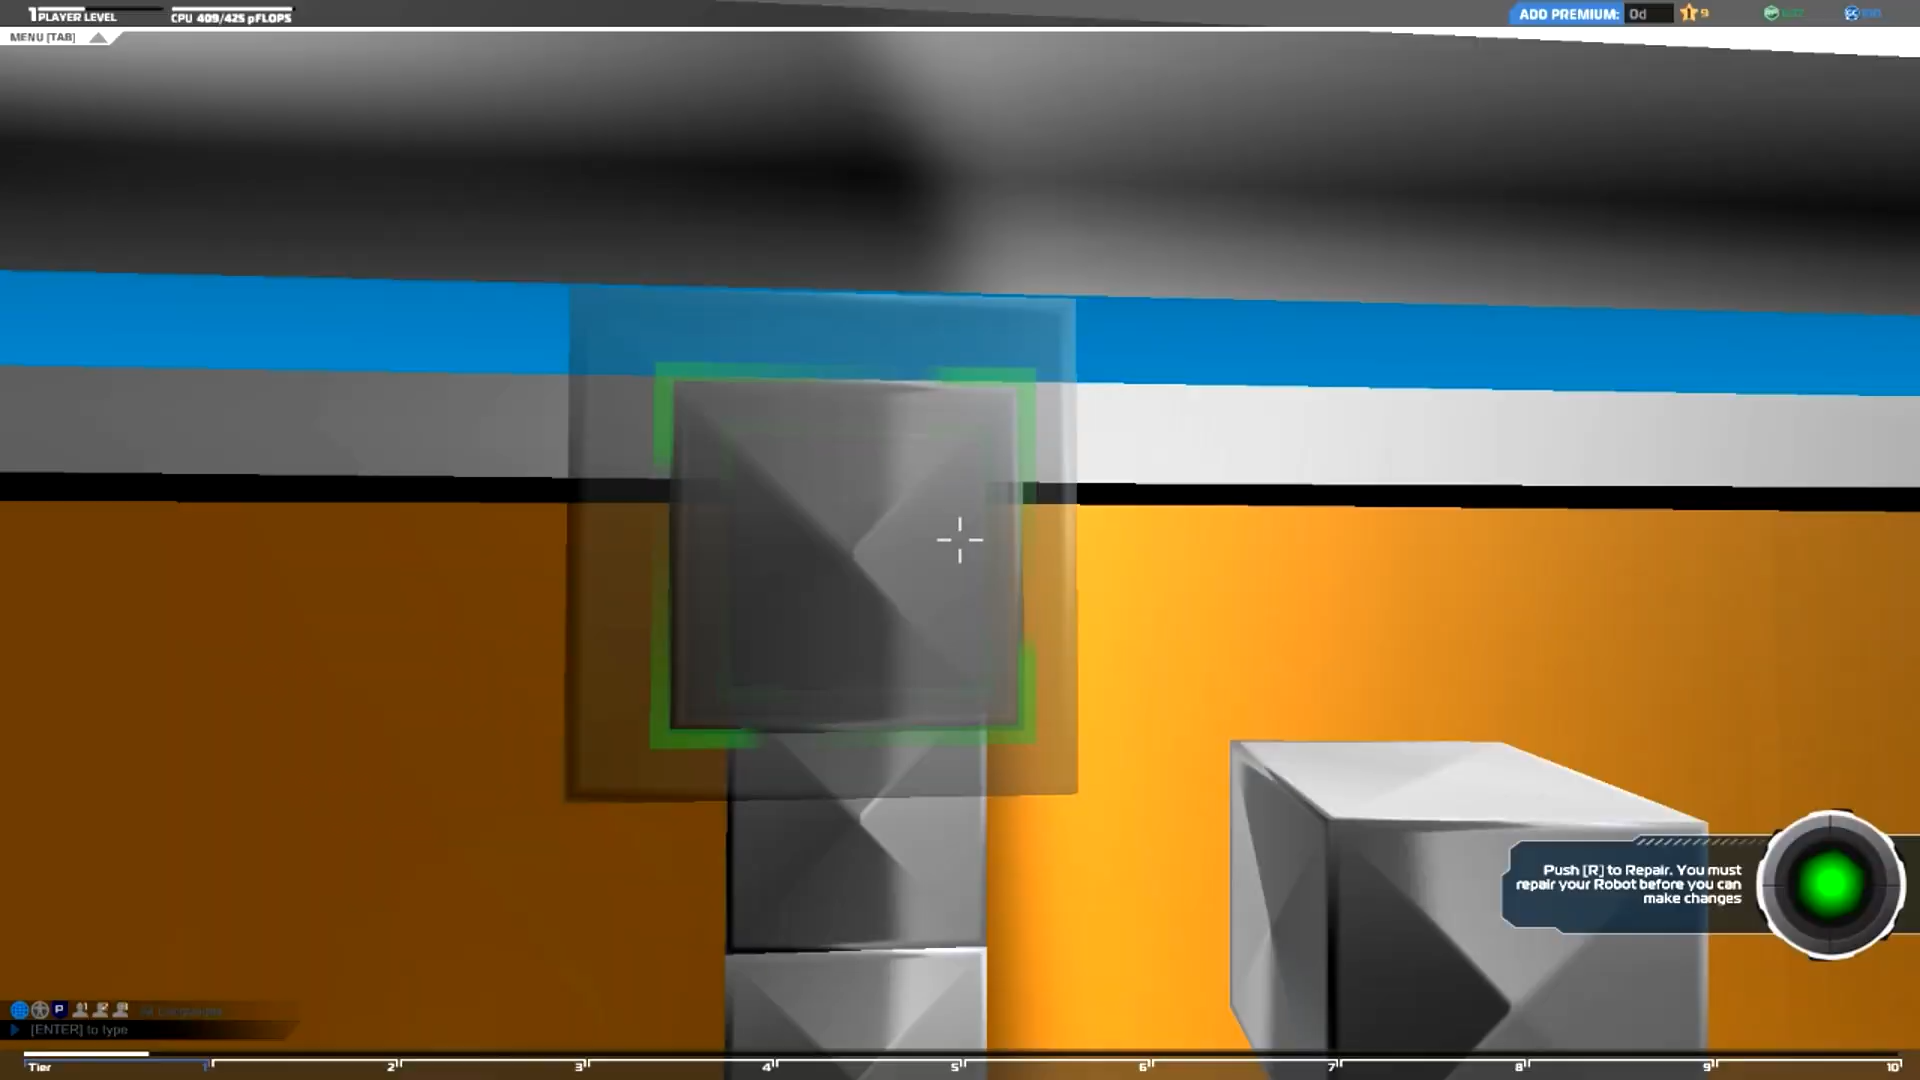 1 PLAYER LEVEL
CPU 409/425 pFLOPS
ADD PREMIUM: 0d
9
MENU [TAB]
Push [R] to Repair. You must
repair your Robot before you can
make changes
P
[ENTER] to type
Tier 1 2 3 4 5 6 7 8 9 10